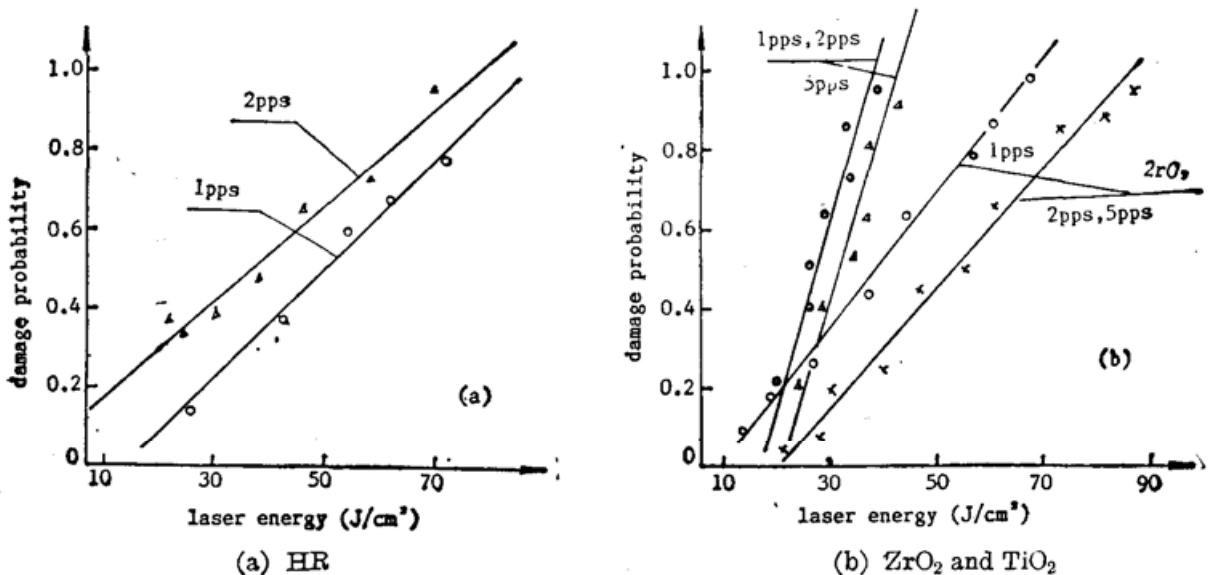 damage probability
1.0
0.8
0.6
0.4
0.2
0
2pps
1pps
(a)
10 30 50 70
laser energy (J/cm²)
(a) HR
damage probability
1.0
0.8
0.6
0.4
0.2
0
1pps,2pps
5pps
1pps
2rO₂
2pps,5pps
(b)
10 30 50 70 90
laser energy (J/cm²)
(b) ZrO₂ and TiO₂